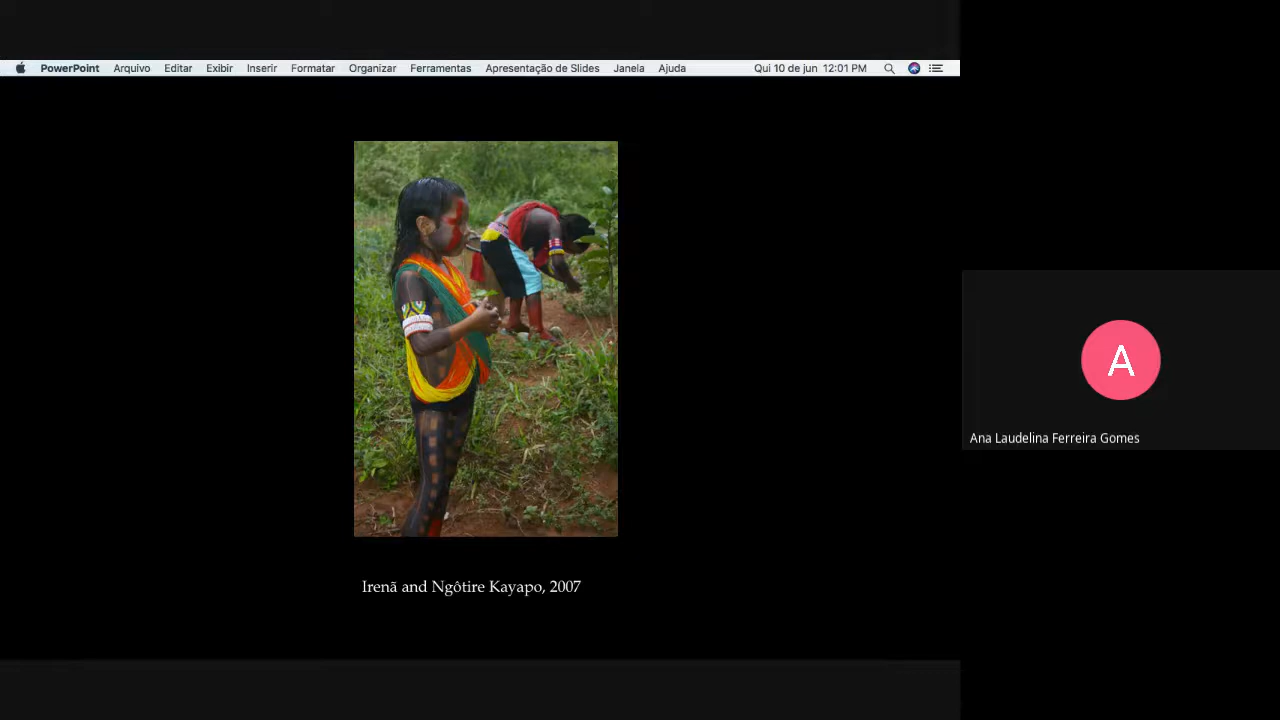 PowerPoint Arquivo Editar Exibir Inserir Formatar Organizar Ferramentas Apresentação de Slides Janela Ajuda Qui 10 de jun 12:01 PM
A
Ana Laudelina Ferreira Gomes
Irenã and Ngôtire Kayapo, 2007